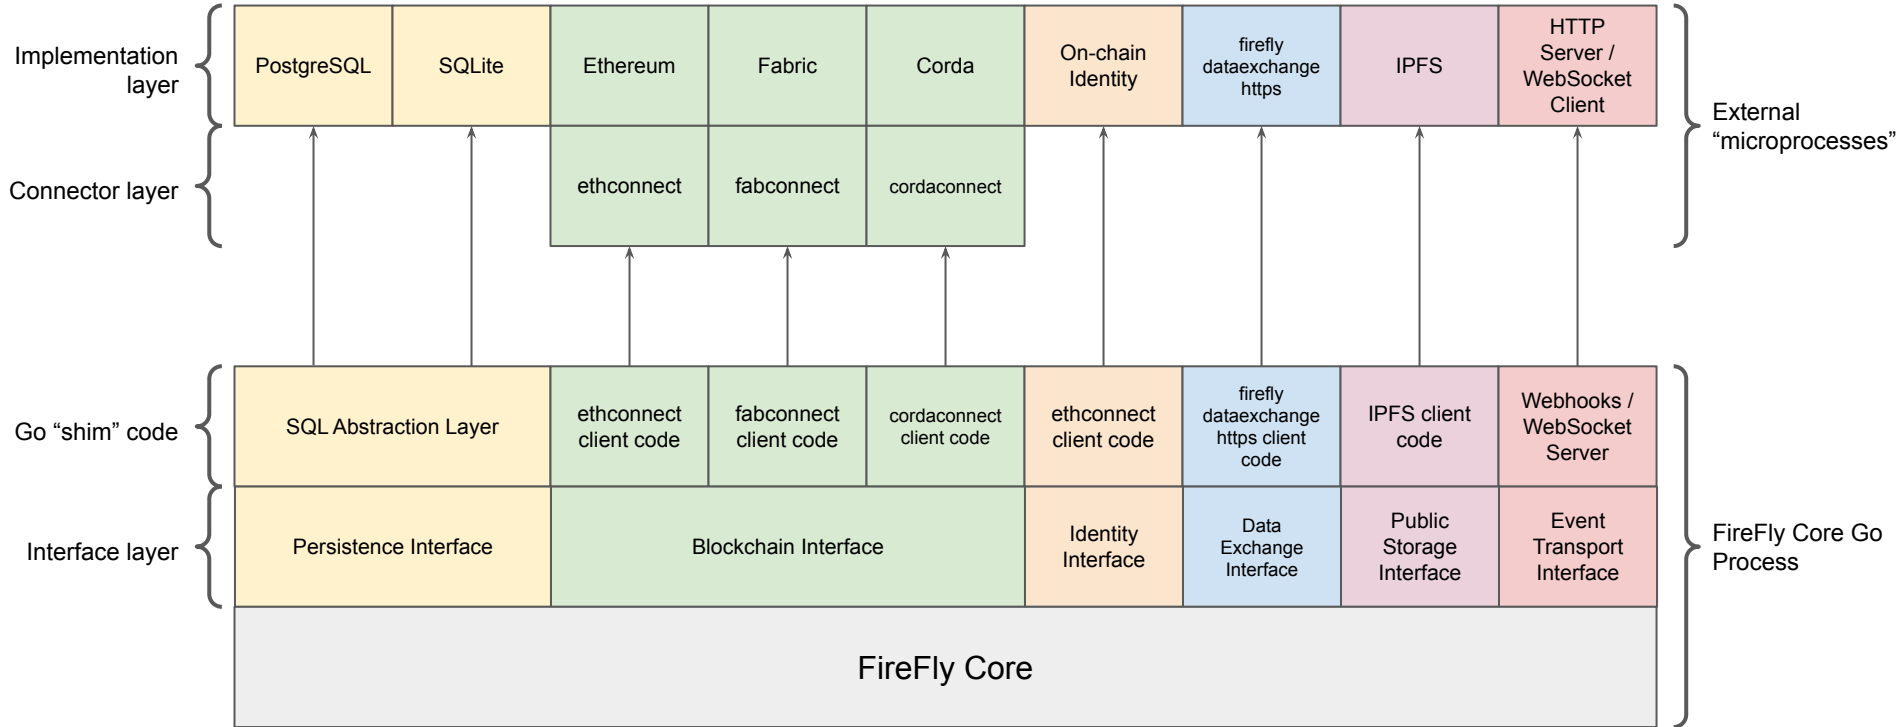 Implementation
layer
PostgreSQL
SQLite
Ethereum
Fabric
Corda
On-chain
Identity
firefly
dataexchange
https
IPFS
HTTP
Server /
WebSocket
Client
External
“microprocesses”
Connector layer
ethconnect
fabconnect
cordaconnect
Go “shim” code
SQL Abstraction Layer
ethconnect
client code
fabconnect
client code
cordaconnect
client code
ethconnect
client code
firefly
dataexchange
https client
code
IPFS client
code
Webhooks /
WebSocket
Server
Interface layer
Persistence Interface
Blockchain Interface
Identity
Interface
Data
Exchange
Interface
Public
Storage
Interface
Event
Transport
Interface
FireFly Core Go
Process
FireFly Core